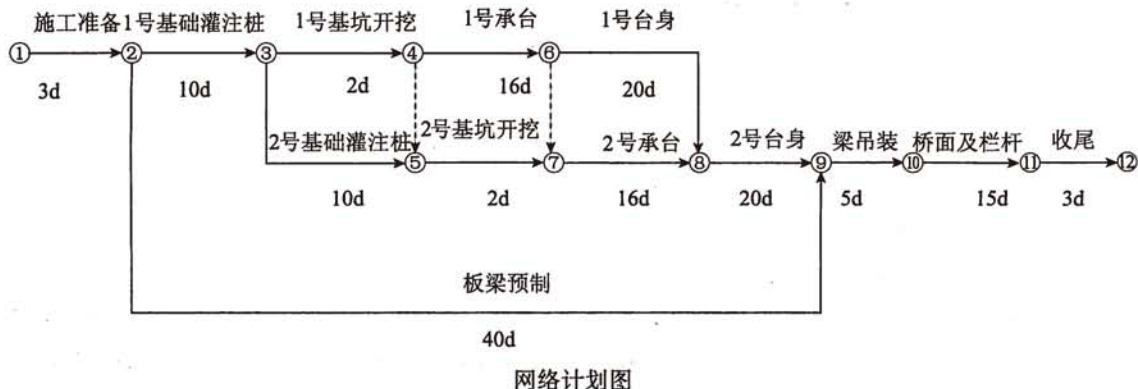 施工准备 1号基础灌注桩 1号基坑开挖 1号承台 1号台身
① ② ③ ④ ⑥
3d 10d 2d 16d 20d
2号基础灌注桩 2号基坑开挖 2号承台 2号台身 梁吊装 桥面及栏杆 收尾
⑤ ⑦ ⑧ ⑨ ⑩ ⑪ ⑫
10d 2d 16d 20d 5d 15d 3d
板梁预制
40d
网络计划图